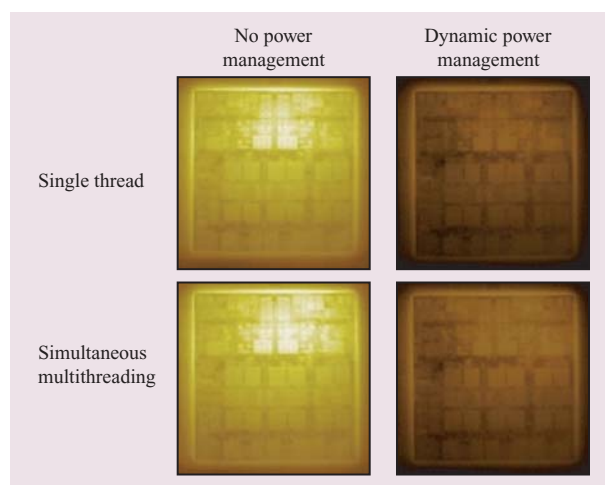 No power
management
Dynamic power
management
Single thread
Simultaneous
multithreading